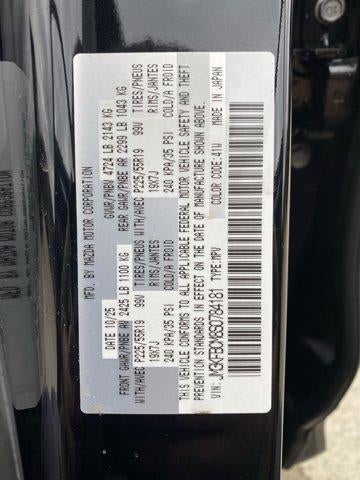 MFD. BY MAZDA MOTOR CORPORATION
DATE 10/25
GVWR/PNBV 4724 LB 2143 KG
FRONT GAWR/PNBE AV 2425 LB 1100 KG
REAR GAWR/PNBE AR 2299 LB 1043 KG
WITH/AVEC P225/55R19 99V TIRES/PNEUS
WITH/AVEC P225/55R19 99V TIRES/PNEUS
19X7J RIMS/JANTES
19X7J RIMS/JANTES
240 KPA/35 PSI COLD/A FROID
240 KPA/35 PSI COLD/A FROID
THIS VEHICLE CONFORMS TO ALL APPLICABLE FEDERAL MOTOR VEHICLE SAFETY AND THEFT
PREVENTION STANDARDS IN EFFECT ON THE DATE OF MANUFACTURE SHOWN ABOVE.
COLOR CODE:41W
VIN: JM3KFBCM8S0784181 TYPE:MPV
MADE IN JAPAN